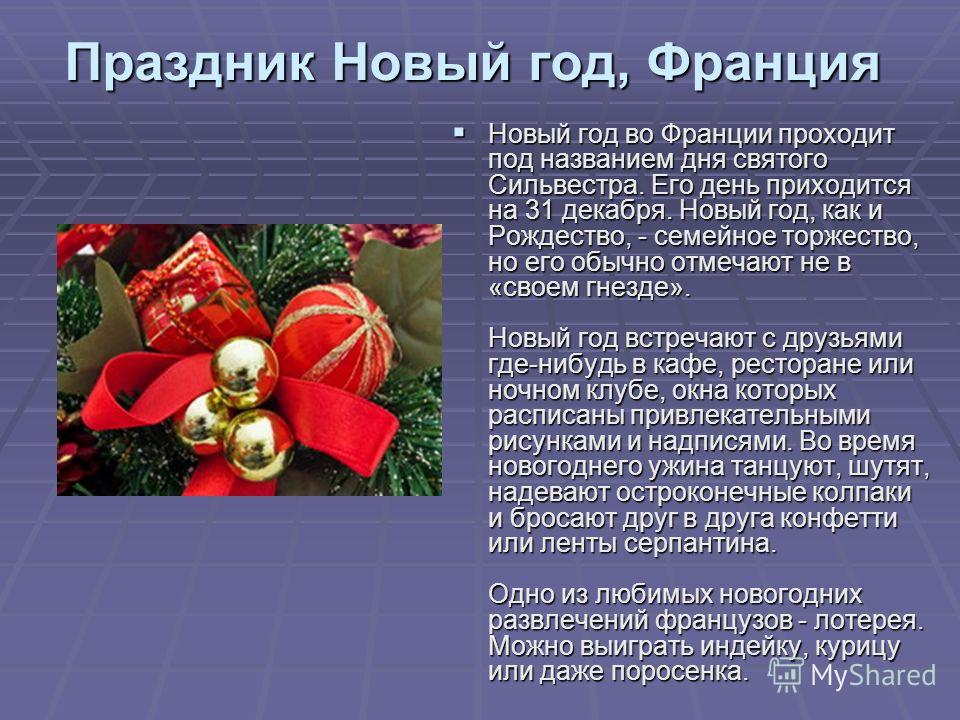 Праздник Новый год, Франция
Новый год во Франции проходит
под названием дня святого
Сильвестра. Его день приходится
на 31 декабря. Новый год, как и
Рождество, - семейное торжество,
но его обычно отмечают не в
«своем гнезде».
Новый год встречают с друзьями
где-нибудь в кафе, ресторане или
ночном клубе, окна которых
расписаны привлекательными
рисунками и надписями. Во время
новогоднего ужина танцуют, шутят,
надевают остроконечные колпаки
и бросают друг в друга конфетти
или ленты серпантина.
Одно из любимых новогодних
развлечений французов - лотерея.
Можно выиграть индейку, курицу
или даже поросенка.
MyShared